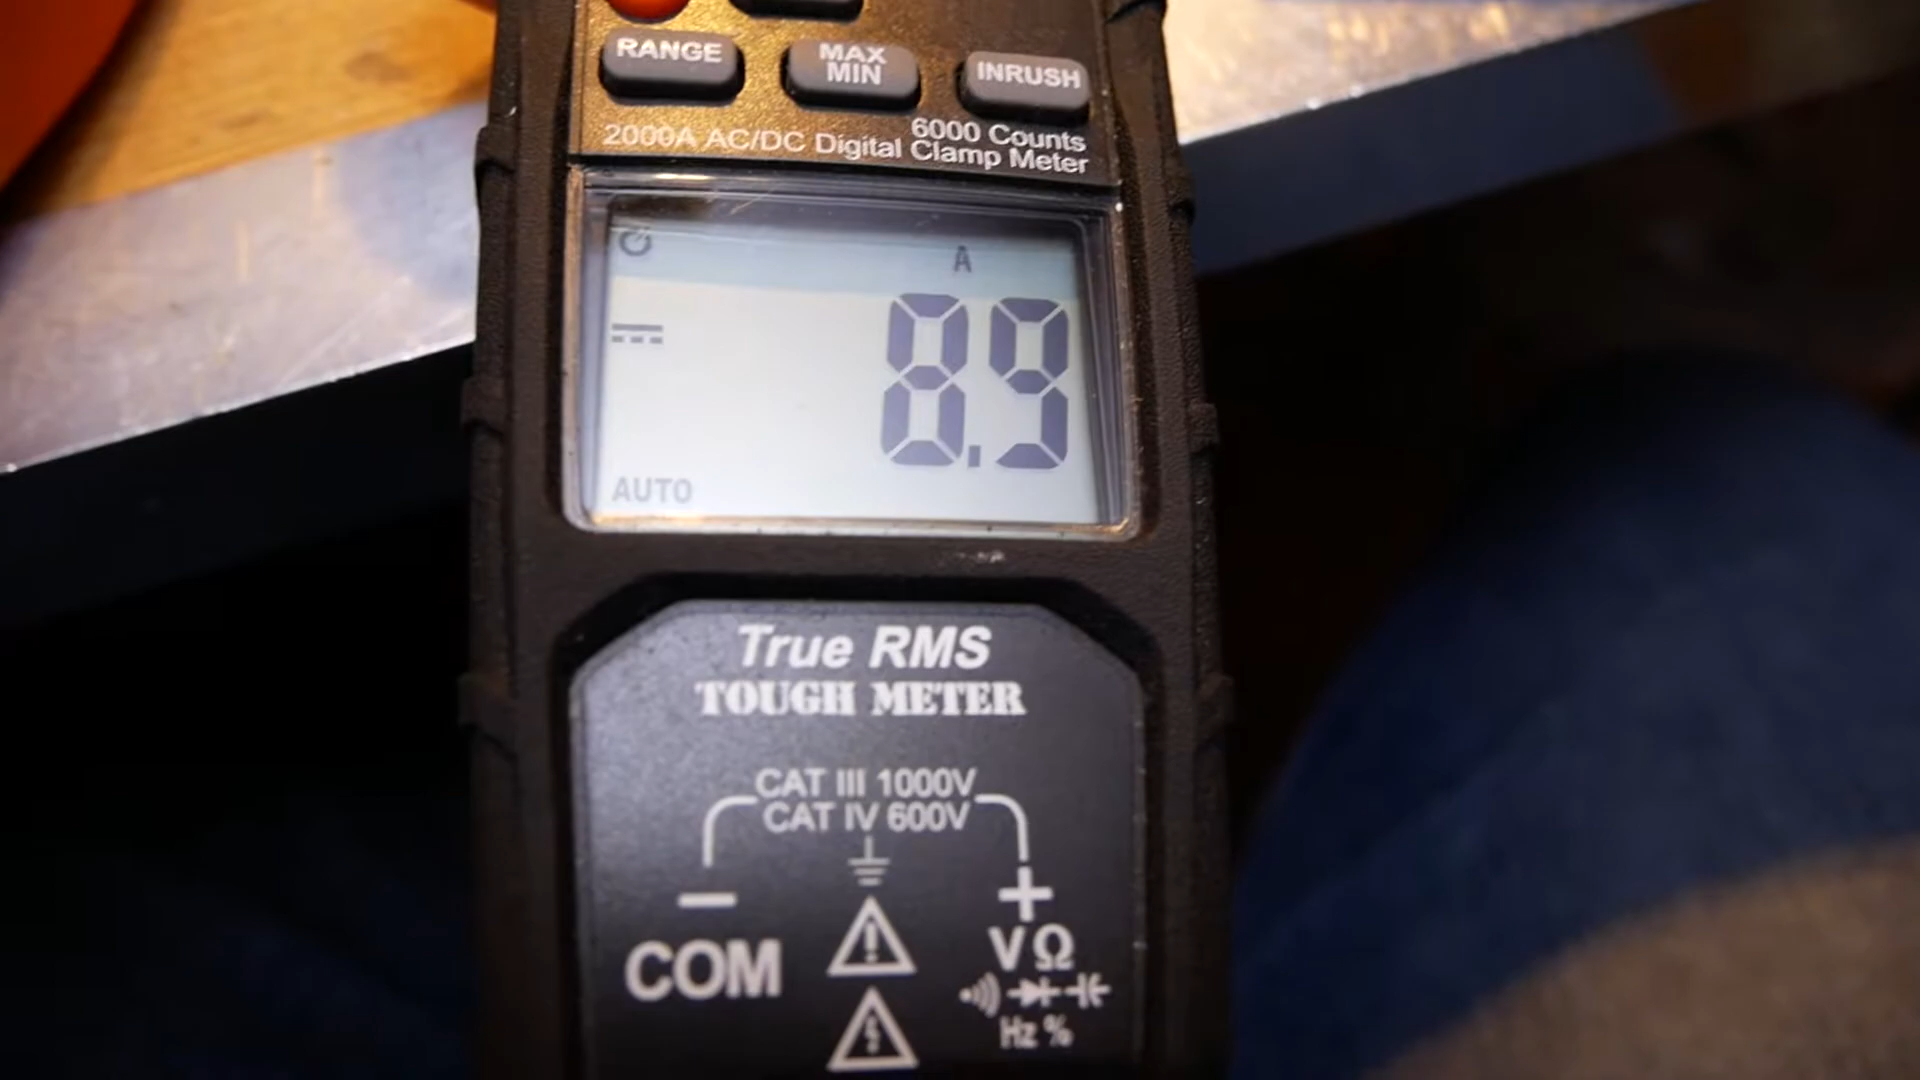 RANGE
MAX
MIN
INRUSH
6000 Counts
2000A AC/DC Digital Clamp Meter
A
8.9
AUTO
True RMS
TOUGH METER
CAT III 1000V
CAT IV 600V
COM
VΩ
Hz %